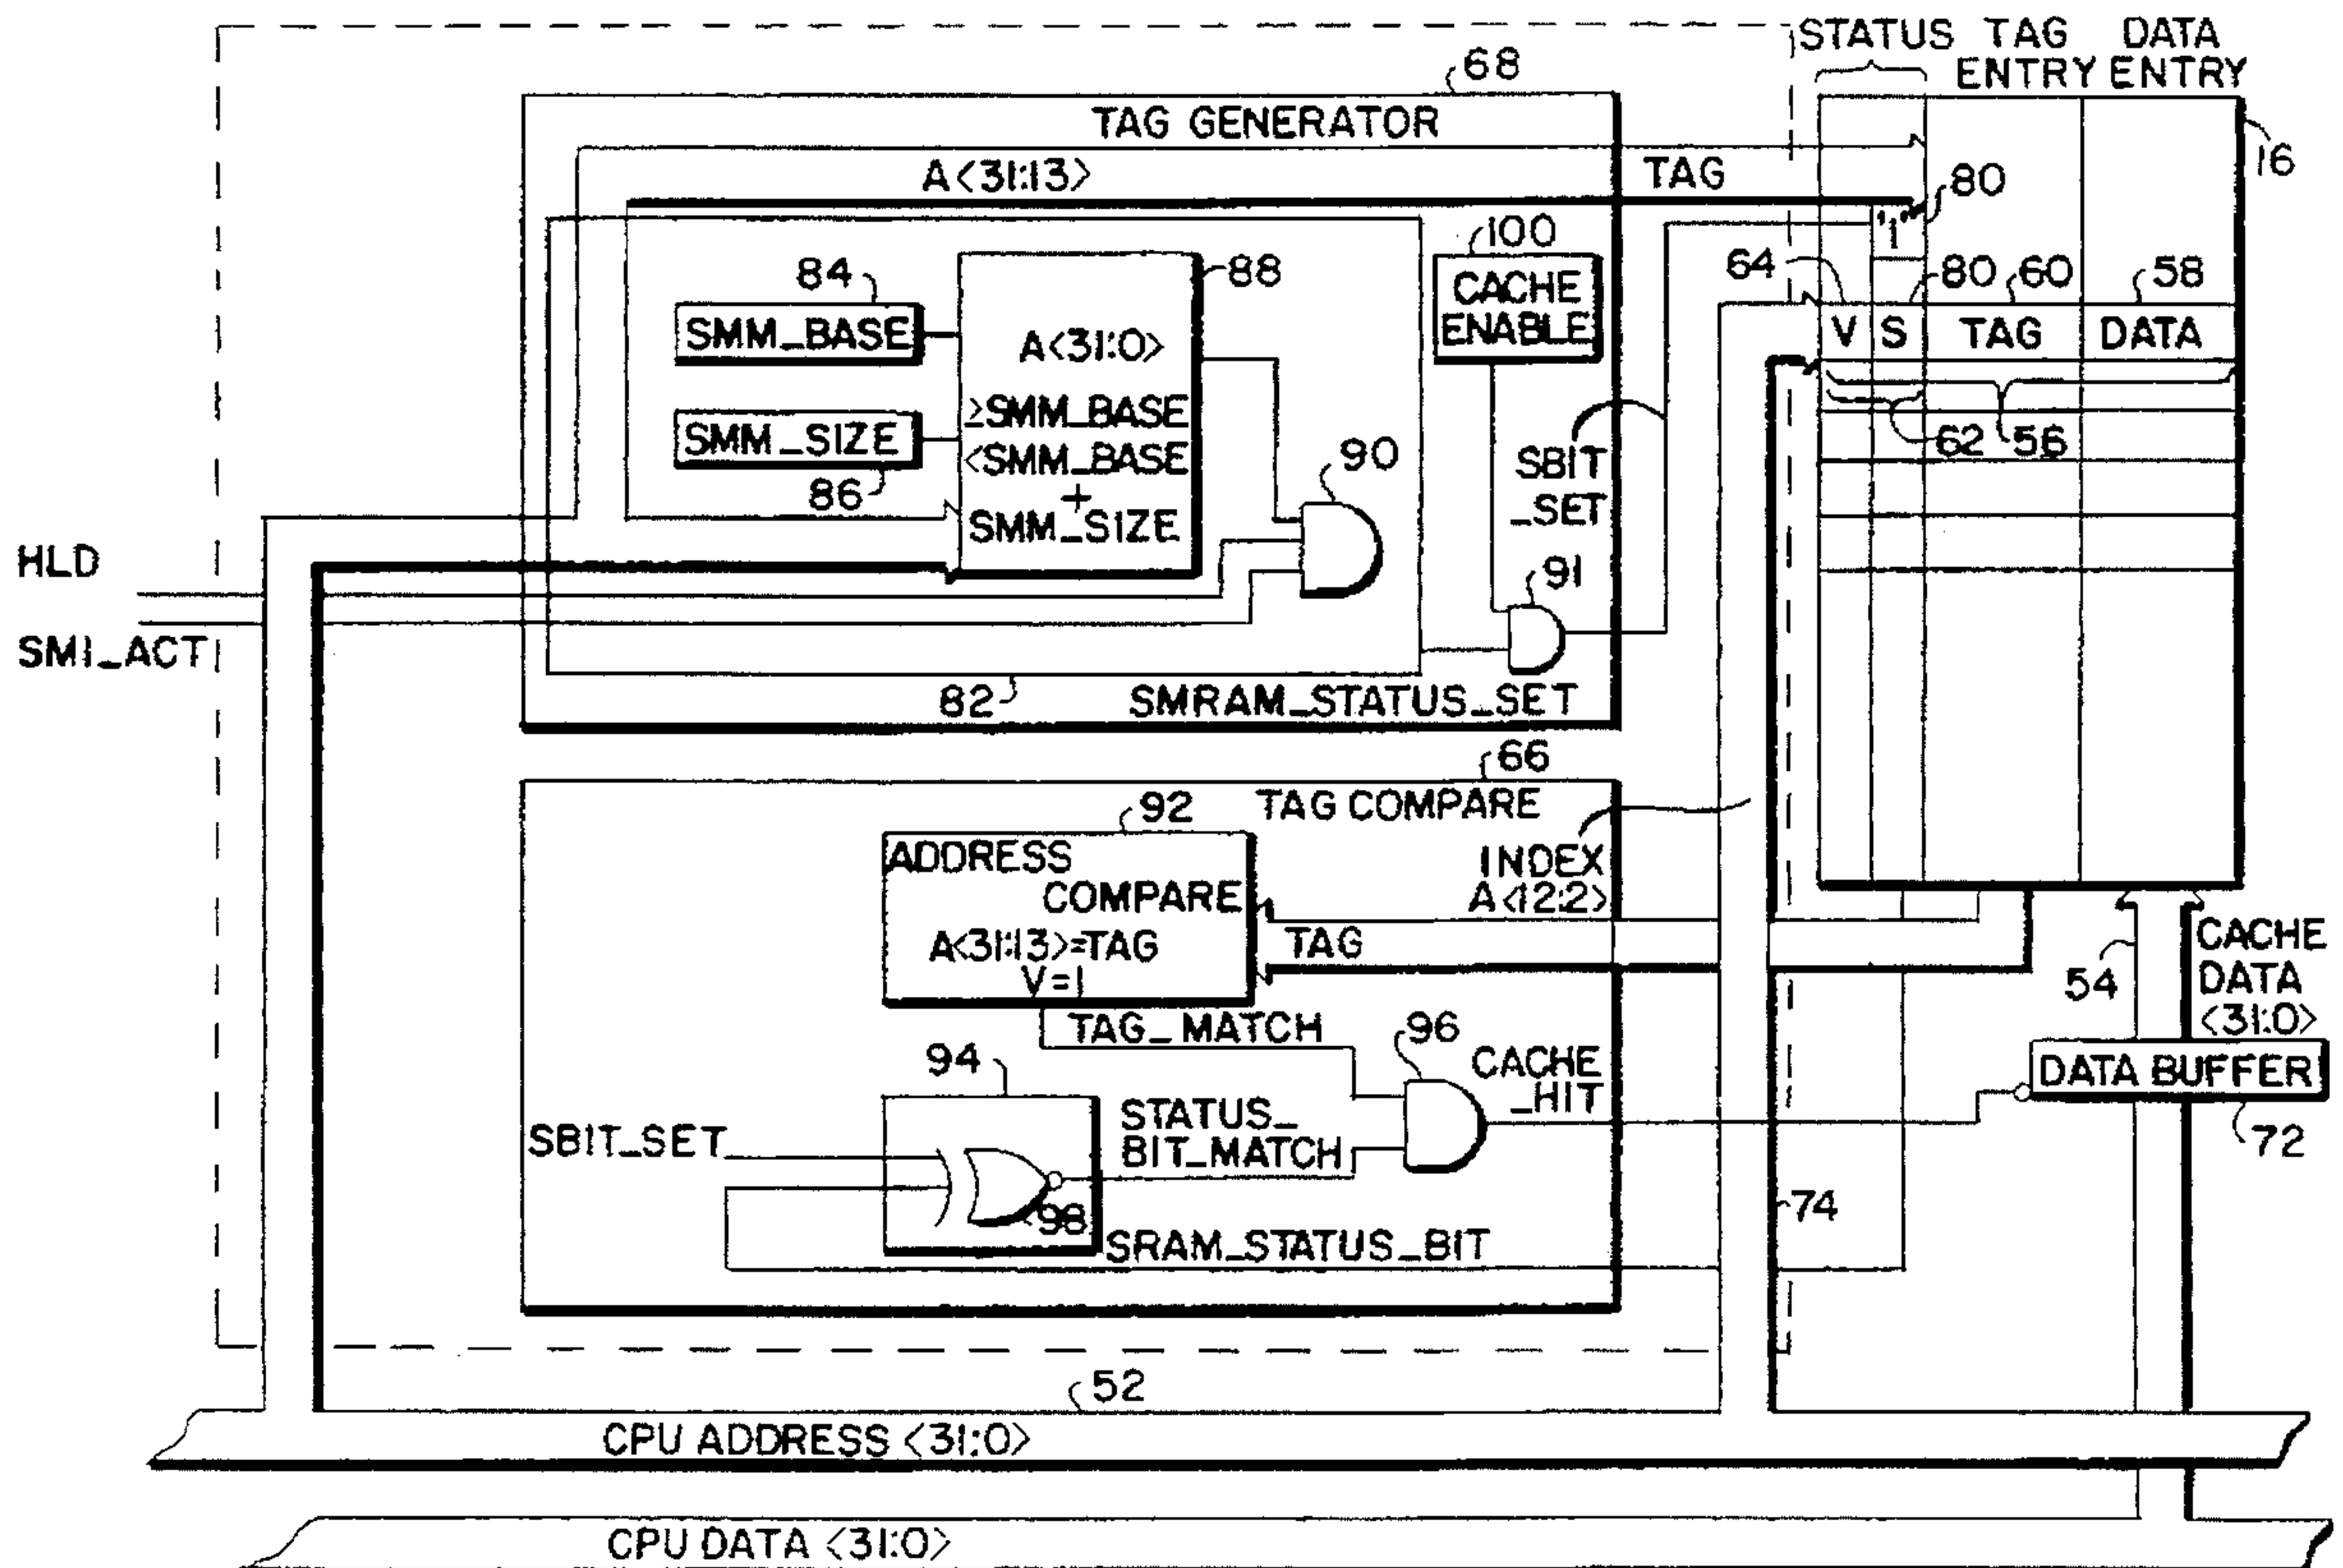 STATUS TAG DATA
ENTRY ENTRY
68
TAG GENERATOR
16
A<31:13>
TAG
80
"1"
100
CACHE
ENABLE
84
SMM_BASE
88
A<31:0>
≥SMM_BASE
<SMM_BASE
+
SMM_SIZE
SMM_SIZE
86
64
80
60
58
V S TAG DATA
62
56
90
SBIT
_SET
91
HLD
SMI_ACT
82
SMRAM_STATUS_SET
66
TAG COMPARE
92
ADDRESS
COMPARE
A<31:13>=TAG
V=1
INDEX
A<12:2>
TAG
TAG_MATCH
96
94
CACHE
_HIT
STATUS_
BIT_MATCH
SBIT_SET
98
SRAM_STATUS_BIT
54
CACHE
DATA
<31:0>
DATA BUFFER
72
74
52
CPU ADDRESS <31:0>
CPU DATA <31:0>